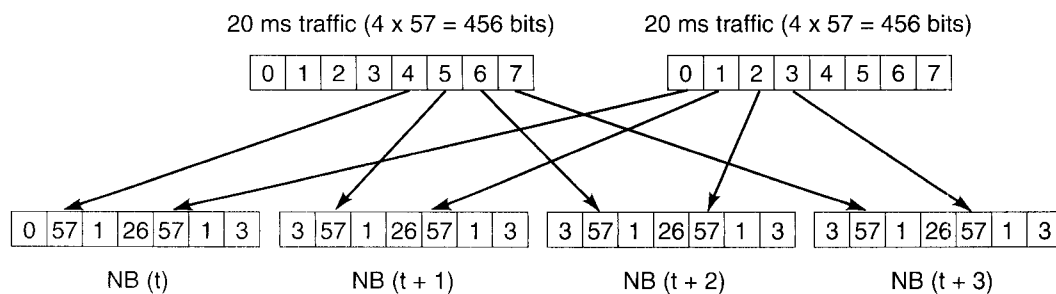 20 ms traffic (4 x 57 = 456 bits) 20 ms traffic (4 x 57 = 456 bits)
0 1 2 3 4 5 6 7 0 1 2 3 4 5 6 7
0 57 1 26 57 1 3 3 57 1 26 57 1 3 3 57 1 26 57 1 3 3 57 1 26 57 1 3
NB (t) NB (t + 1) NB (t + 2) NB (t + 3)